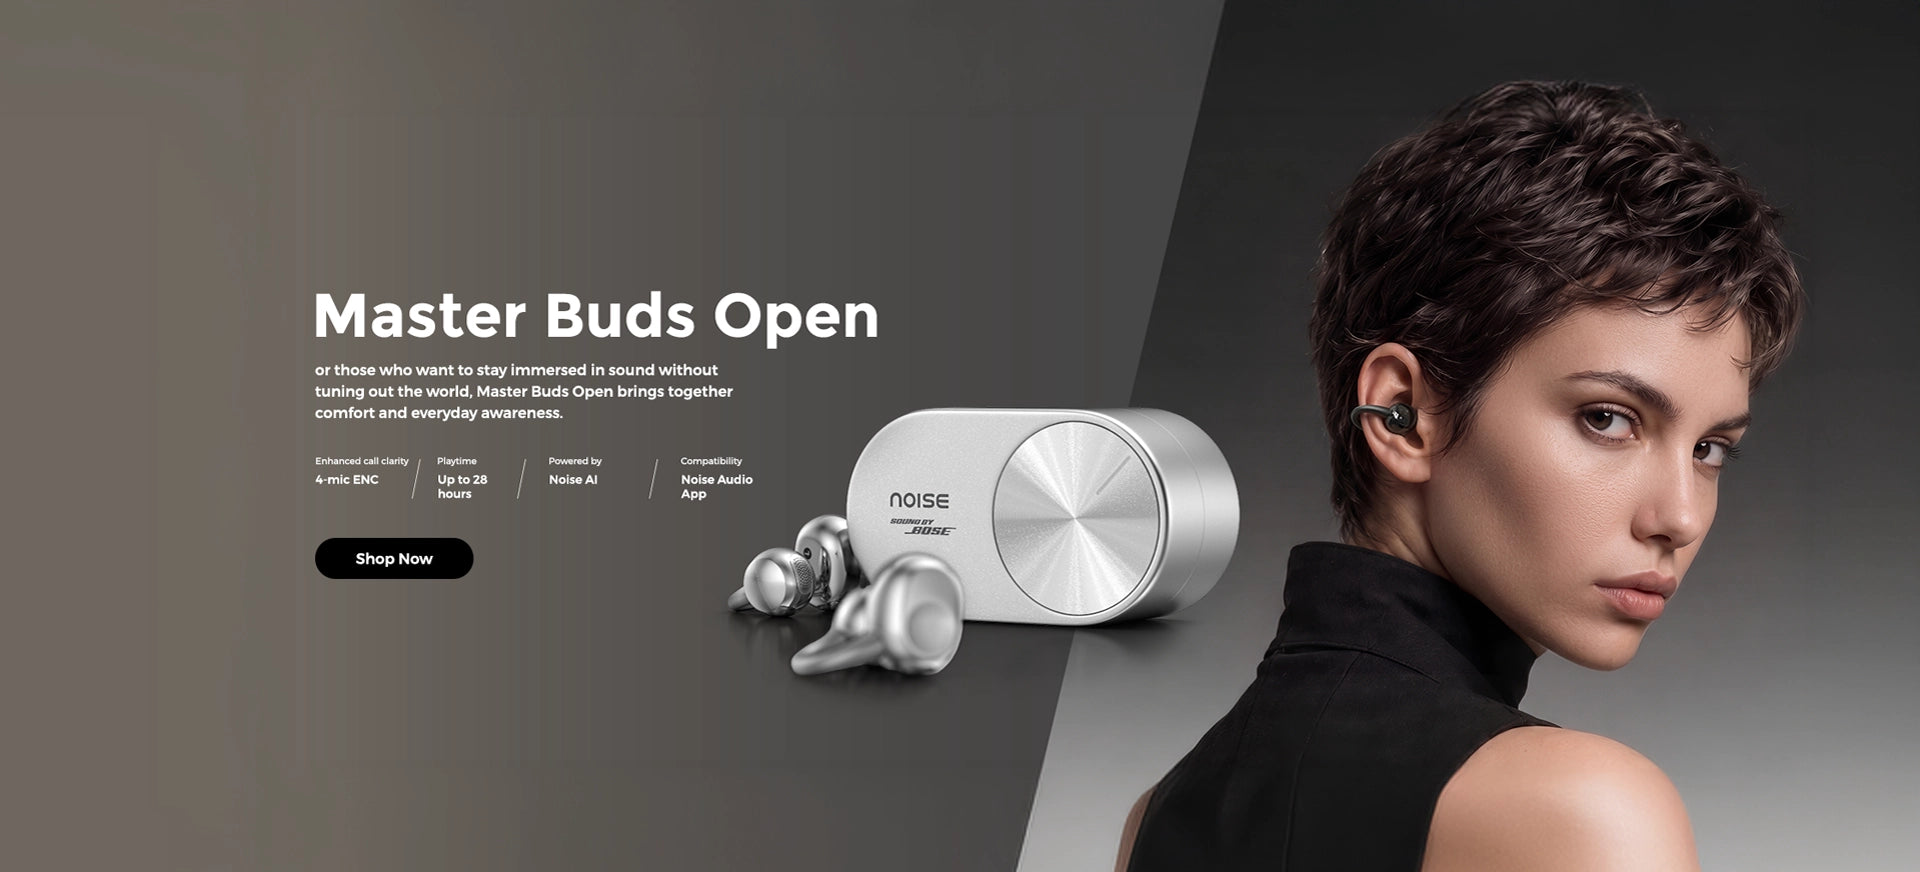 Master Buds Open
or those who want to stay immersed in sound without
tuning out the world, Master Buds Open brings together
comfort and everyday awareness.
Enhanced call clarity
4-mic ENC
Playtime
Up to 28
hours
Powered by
Noise AI
Compatibility
Noise Audio
App
Shop Now
NOISE
SOUND BY
BOSE